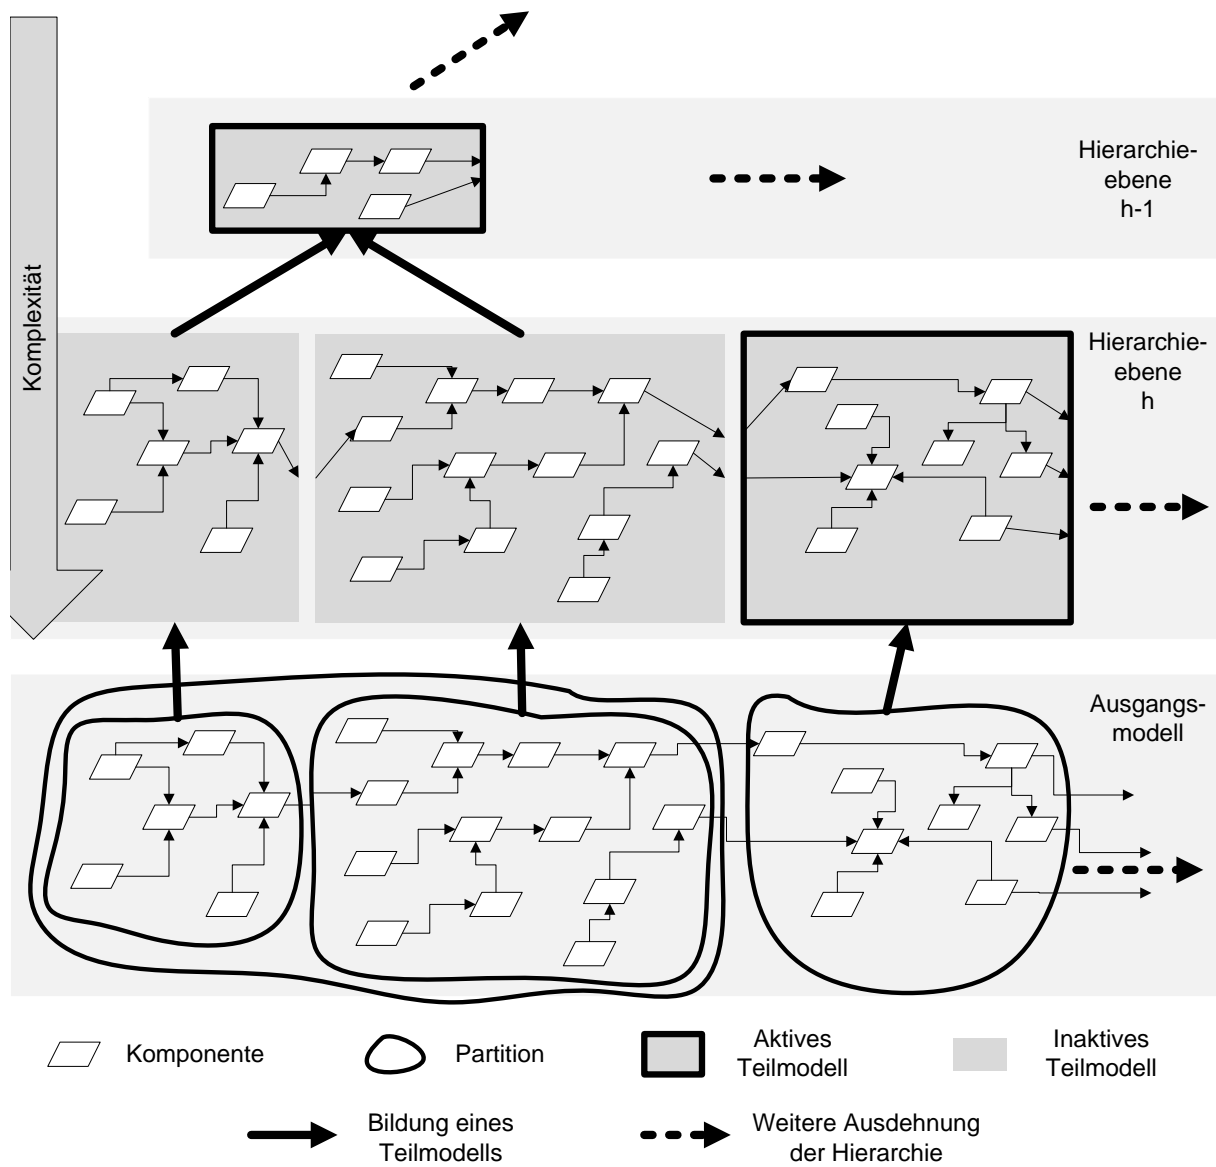 Komplexität
Hierarchie-
ebene
h-1
Hierarchie-
ebene
h
Ausgangs-
modell
Komponente
Partition
Aktives
Teilmodell
Inaktives
Teilmodell
Bildung eines
Teilmodells
Weitere Ausdehnung
der Hierarchie